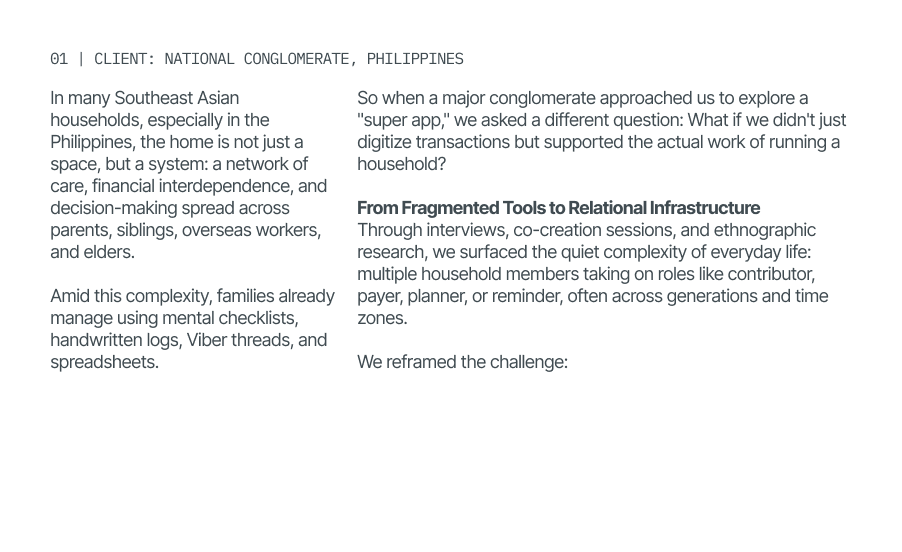 01 | CLIENT: NATIONAL CONGLOMERATE, PHILIPPINES
In many Southeast Asian
households, especially in the
Philippines, the home is not just a
space, but a system: a network of
care, financial interdependence, and
decision-making spread across
parents, siblings, overseas workers,
and elders.
Amid this complexity, families already
manage using mental checklists,
handwritten logs, Viber threads, and
spreadsheets.
So when a major conglomerate approached us to explore a
"super app," we asked a different question: What if we didn't just
digitize transactions but supported the actual work of running a
household?
From Fragmented Tools to Relational Infrastructure
Through interviews, co-creation sessions, and ethnographic
research, we surfaced the quiet complexity of everyday life:
multiple household members taking on roles like contributor,
payer, planner, or reminder, often across generations and time
zones.
We reframed the challenge: